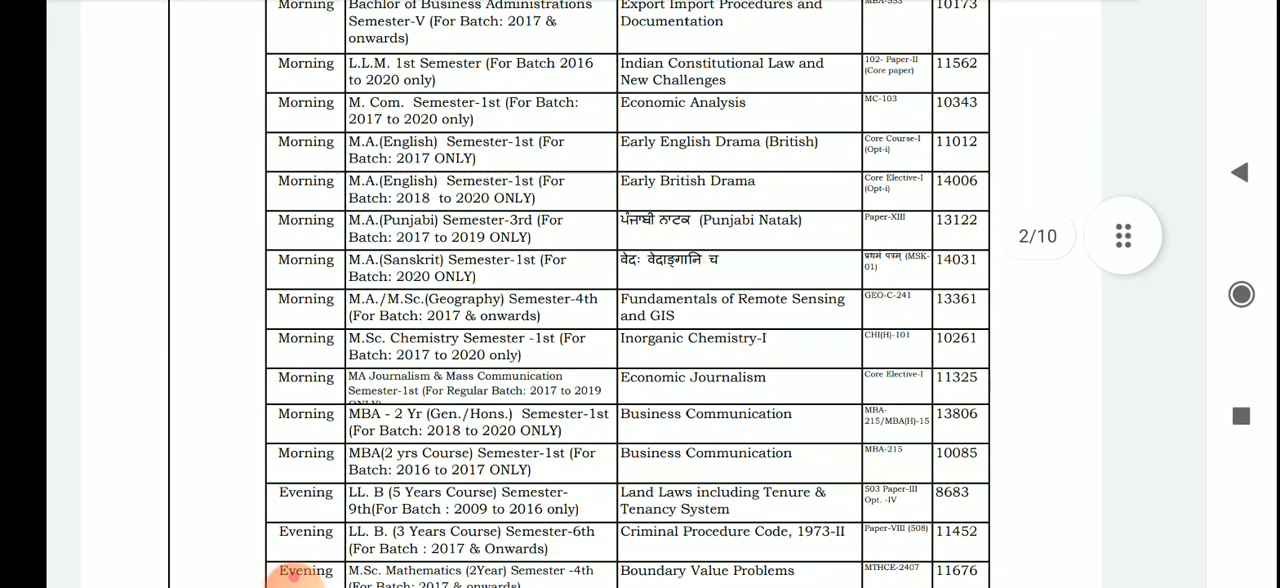 Morning Bachlor of Business Administrations Export Import Procedures and MBA-353 10173
Semester-V (For Batch: 2017 & Documentation
onwards)
Morning L.L.M. 1st Semester (For Batch 2016 Indian Constitutional Law and 102- Paper-II 11562
to 2020 only) New Challenges (Core paper)
Morning M. Com. Semester-1st (For Batch: Economic Analysis MC-103 10343
2017 to 2020 only)
Morning M.A.(English) Semester-1st (For Early English Drama (British) Core Course-I 11012
Batch: 2017 ONLY) (Opt-i)
Morning M.A.(English) Semester-1st (For Early British Drama Core Elective-I 14006
Batch: 2018 to 2020 ONLY) (Opt-i)
Morning M.A.(Punjabi) Semester-3rd (For ਪੰਜਾਬੀ ਨਾਟਕ (Punjabi Natak) Paper-XIII 13122
Batch: 2017 to 2019 ONLY)
2/10
Morning M.A.(Sanskrit) Semester-1st (For वेदः वेदाङ्गानि च प्रथमं पत्रम् (MSK- 14031
Batch: 2020 ONLY) 01)
Morning M.A./M.Sc.(Geography) Semester-4th Fundamentals of Remote Sensing GEO-C-241 13361
(For Batch: 2017 & onwards) and GIS
Morning M.Sc. Chemistry Semester -1st (For Inorganic Chemistry-I CHI(H)-101 10261
Batch: 2017 to 2020 only)
Morning MA Journalism & Mass Communication Economic Journalism Core Elective-I 11325
Semester-1st (For Regular Batch: 2017 to 2019
ONLY)
Morning MBA - 2 Yr (Gen./Hons.) Semester-1st Business Communication MBA- 13806
(For Batch: 2018 to 2020 ONLY) 215/MBA(H)-15
Morning MBA(2 yrs Course) Semester-1st (For Business Communication MBA-215 10085
Batch: 2016 to 2017 ONLY)
Evening LL. B (5 Years Course) Semester- Land Laws including Tenure & 503 Paper-III 8683
9th(For Batch : 2009 to 2016 only) Tenancy System Opt. -IV
Evening LL. B. (3 Years Course) Semester-6th Criminal Procedure Code, 1973-II Paper-VIII (508) 11452
(For Batch : 2017 & Onwards)
Evening M.Sc. Mathematics (2Year) Semester -4th Boundary Value Problems MTHCE-2407 11676
(For Batch: 2017 & onwards)